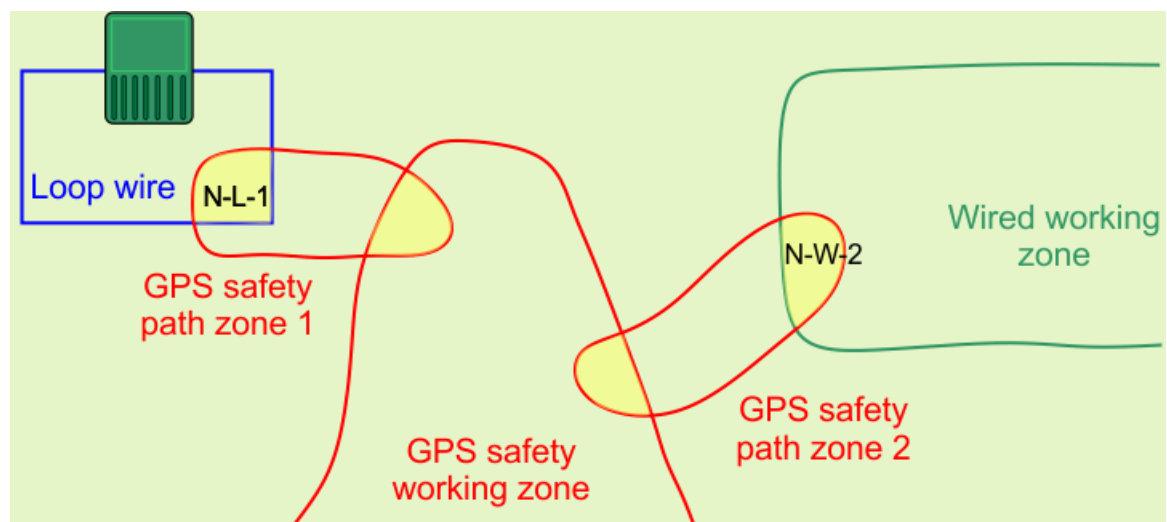 Loop wire
N-L-1
GPS safety
path zone 1
GPS safety
working zone
N-W-2
GPS safety
path zone 2
Wired working
zone